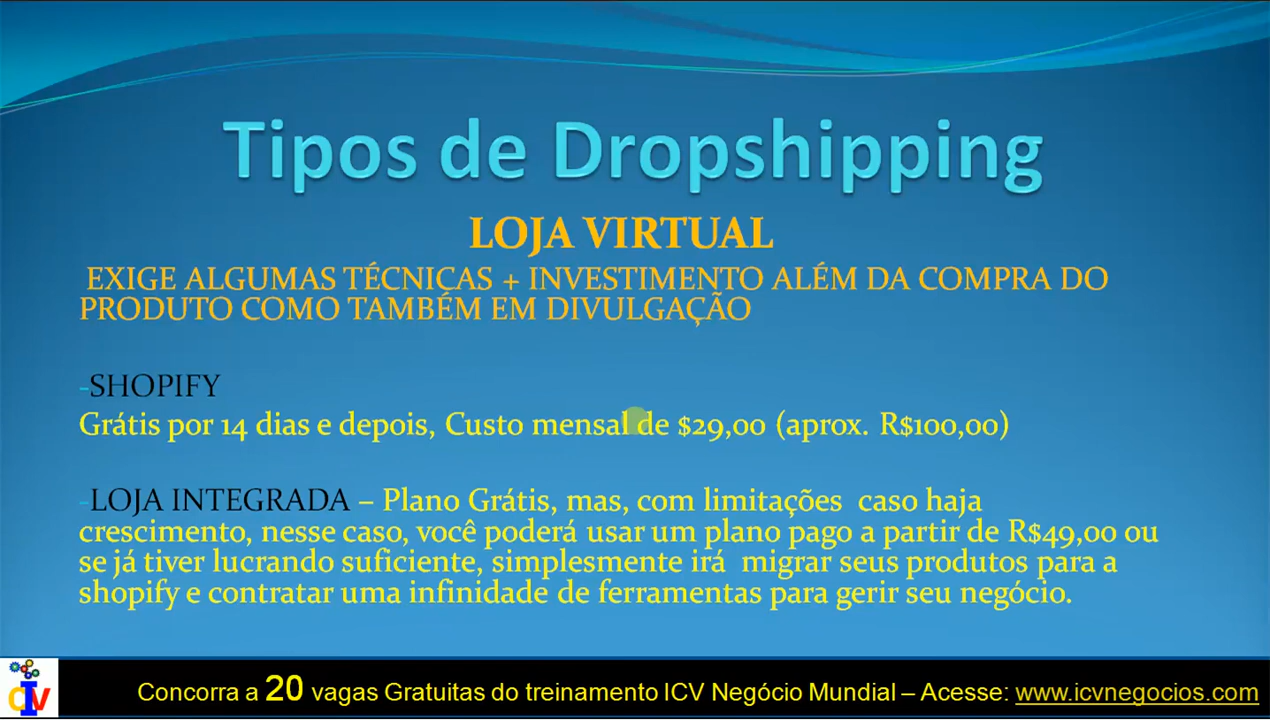 Tipos de Dropshipping
LOJA VIRTUAL
EXIGE ALGUMAS TÉCNICAS + INVESTIMENTO ALÉM DA COMPRA DO
PRODUTO COMO TAMBÉM EM DIVULGAÇÃO
-SHOPIFY
Grátis por 14 dias e depois, Custo mensal de $29,00 (aprox. R$100,00)
-LOJA INTEGRADA – Plano Grátis, mas, com limitações caso haja
crescimento, nesse caso, você poderá usar um plano pago a partir de R$49,00 ou
se já tiver lucrando suficiente, simplesmente irá migrar seus produtos para a
shopify e contratar uma infinidade de ferramentas para gerir seu negócio.
ICV
Concorra a 20 vagas Gratuitas do treinamento ICV Negócio Mundial – Acesse: www.icvnegocios.com